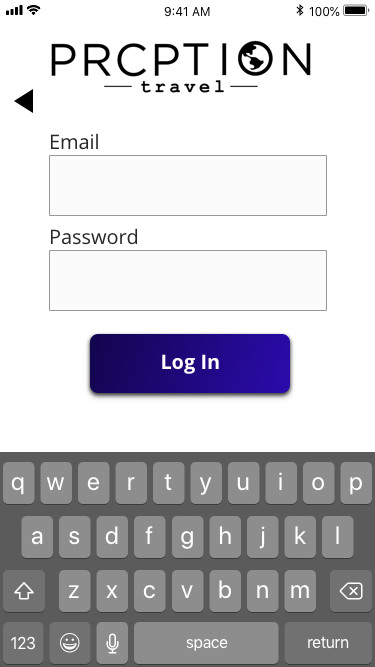 9:41 AM
100%
PRCPTION
travel
Email
Password
Log In
q w e r t y u i o p
a s d f g h j k l
z x c v b n m
123 space return